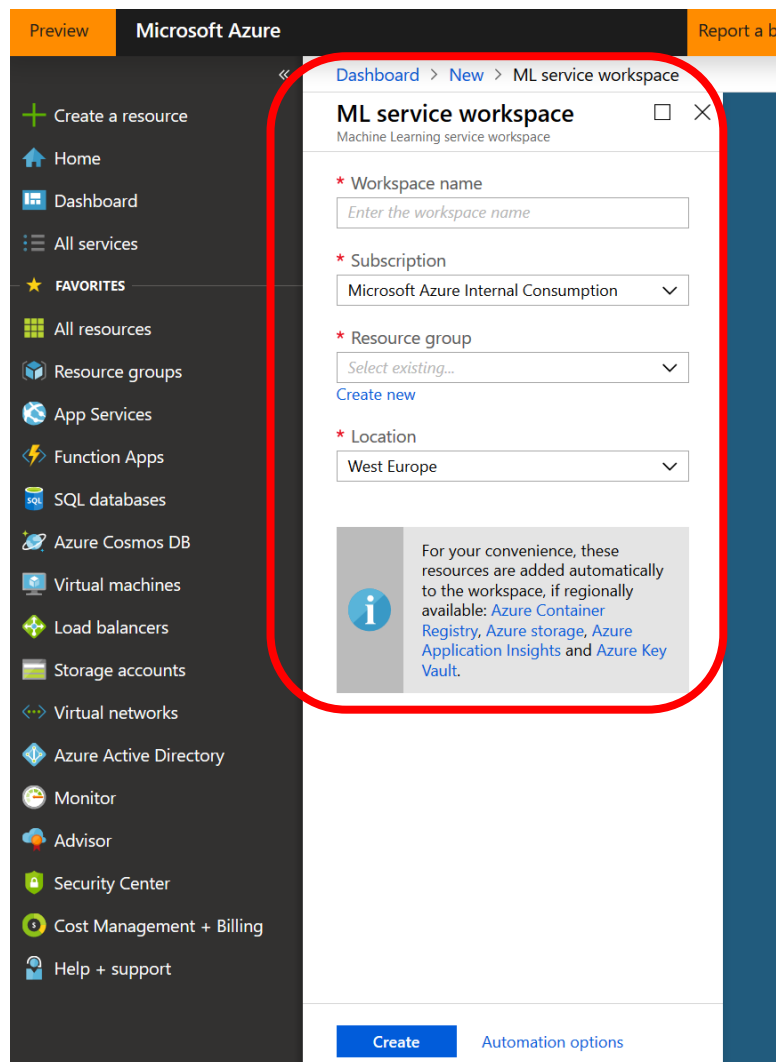 Preview
Microsoft Azure
Report a b
«
Dashboard > New > ML service workspace
ML service workspace
Machine Learning service workspace
Create a resource
Home
Dashboard
All services
FAVORITES
All resources
Resource groups
App Services
Function Apps
SQL databases
Azure Cosmos DB
Virtual machines
Load balancers
Storage accounts
Virtual networks
Azure Active Directory
Monitor
Advisor
Security Center
Cost Management + Billing
Help + support
* Workspace name
Enter the workspace name
* Subscription
Microsoft Azure Internal Consumption
* Resource group
Select existing...
Create new
* Location
West Europe
For your convenience, these
resources are added automatically
to the workspace, if regionally
available: Azure Container
Registry, Azure storage, Azure
Application Insights and Azure Key
Vault.
Create
Automation options